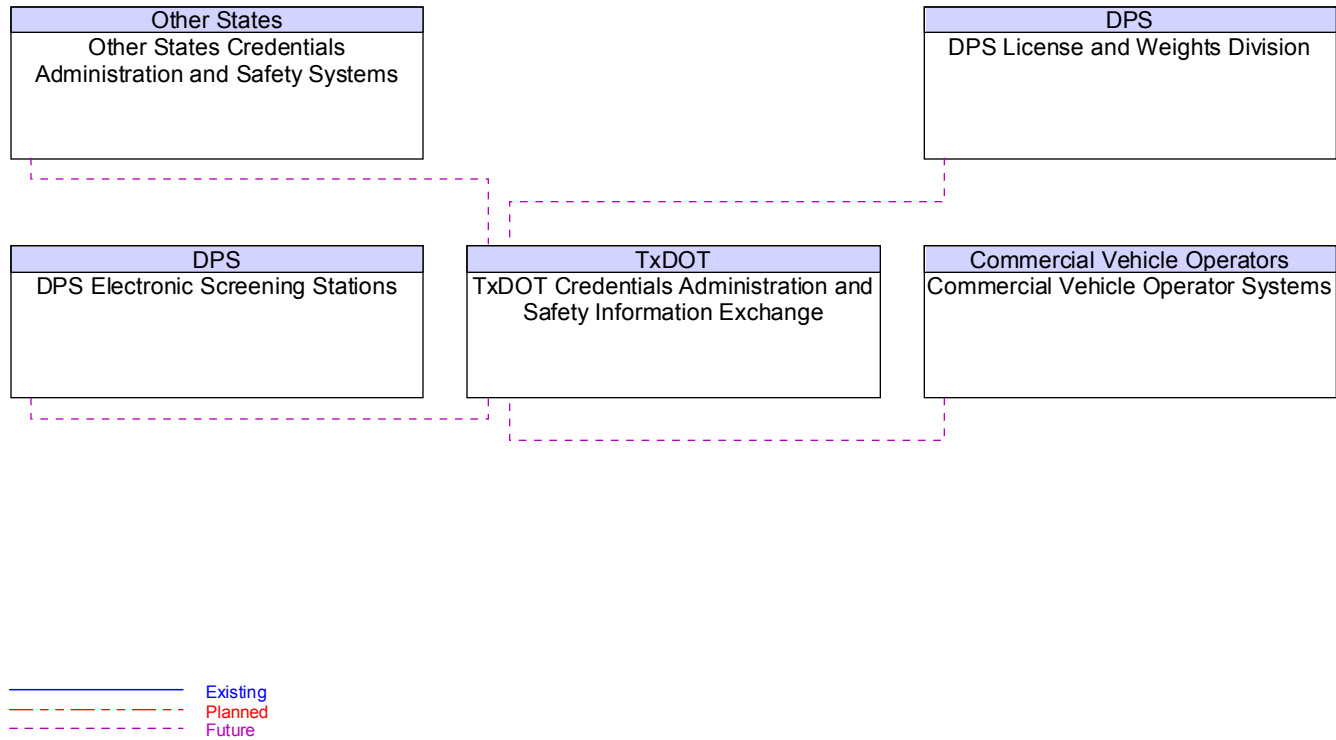 Other States
Other States Credentials
Administration and Safety Systems
DPS
DPS License and Weights Division
DPS
DPS Electronic Screening Stations
TxDOT
TxDOT Credentials Administration and
Safety Information Exchange
Commercial Vehicle Operators
Commercial Vehicle Operator Systems
Existing
Planned
Future